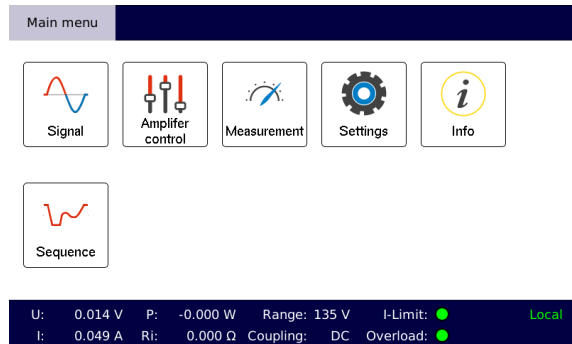 Main menu
Signal
Amplifer
control
Measurement
Settings
i
Info
Sequence
U: 0.014 V P: -0.000 W Range: 135 V I-Limit: Local
I: 0.049 A Ri: 0.000 Ω Coupling: DC Overload: